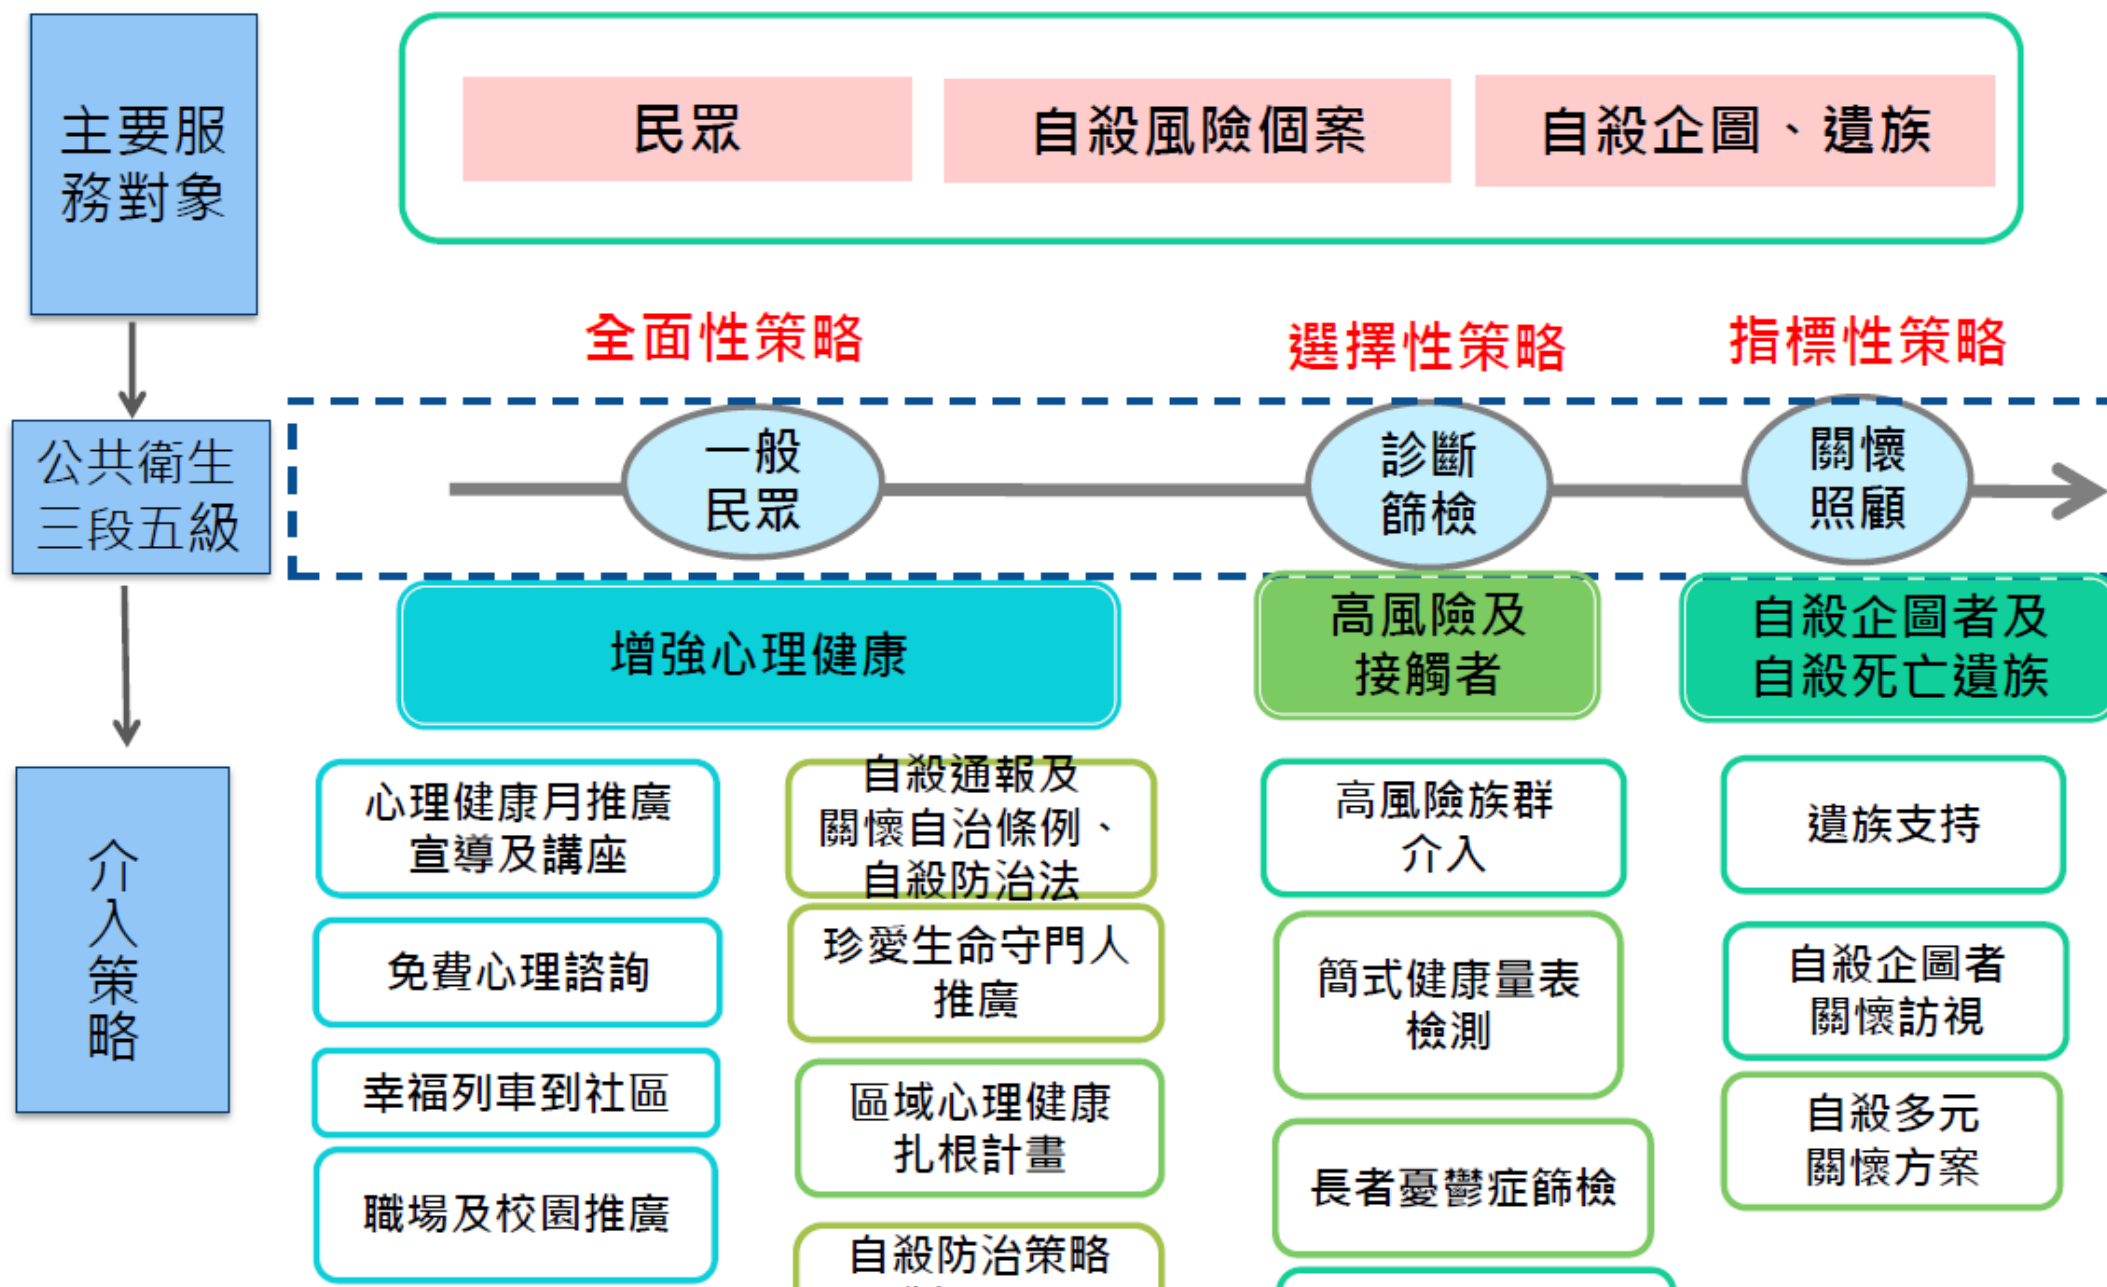 主要服
務對象
民眾
自殺風險個案
自殺企圖、遺族
全面性策略
選擇性策略
指標性策略
公共衛生
三段五級
一般
民眾
診斷
篩檢
關懷
照顧
增強心理健康
高風險及
接觸者
自殺企圖者及
自殺死亡遺族
介
入
策
略
心理健康月推廣
宣導及講座
免費心理諮詢
幸福列車到社區
職場及校園推廣
自殺通報及
關懷自治條例、
自殺防治法
珍愛生命守門人
推廣
區域心理健康
扎根計畫
自殺防治策略
高風險族群
介入
簡式健康量表
檢測
長者憂鬱症篩檢
遺族支持
自殺企圖者
關懷訪視
自殺多元
關懷方案